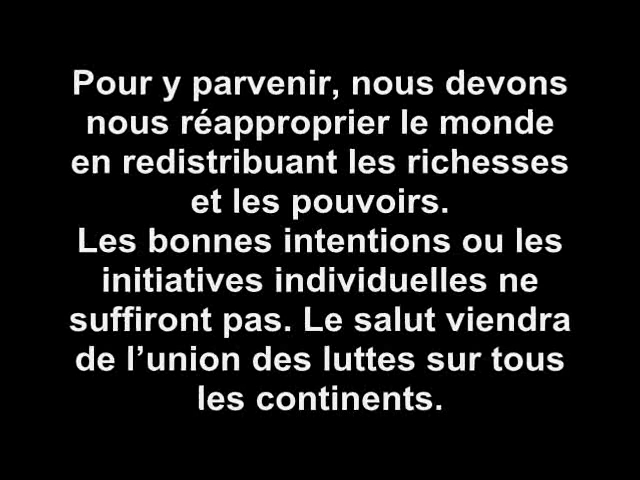 Pour y parvenir, nous devons
nous réapproprier le monde
en redistribuant les richesses
et les pouvoirs.
Les bonnes intentions ou les
initiatives individuelles ne
suffiront pas. Le salut viendra
de l’union des luttes sur tous
les continents.